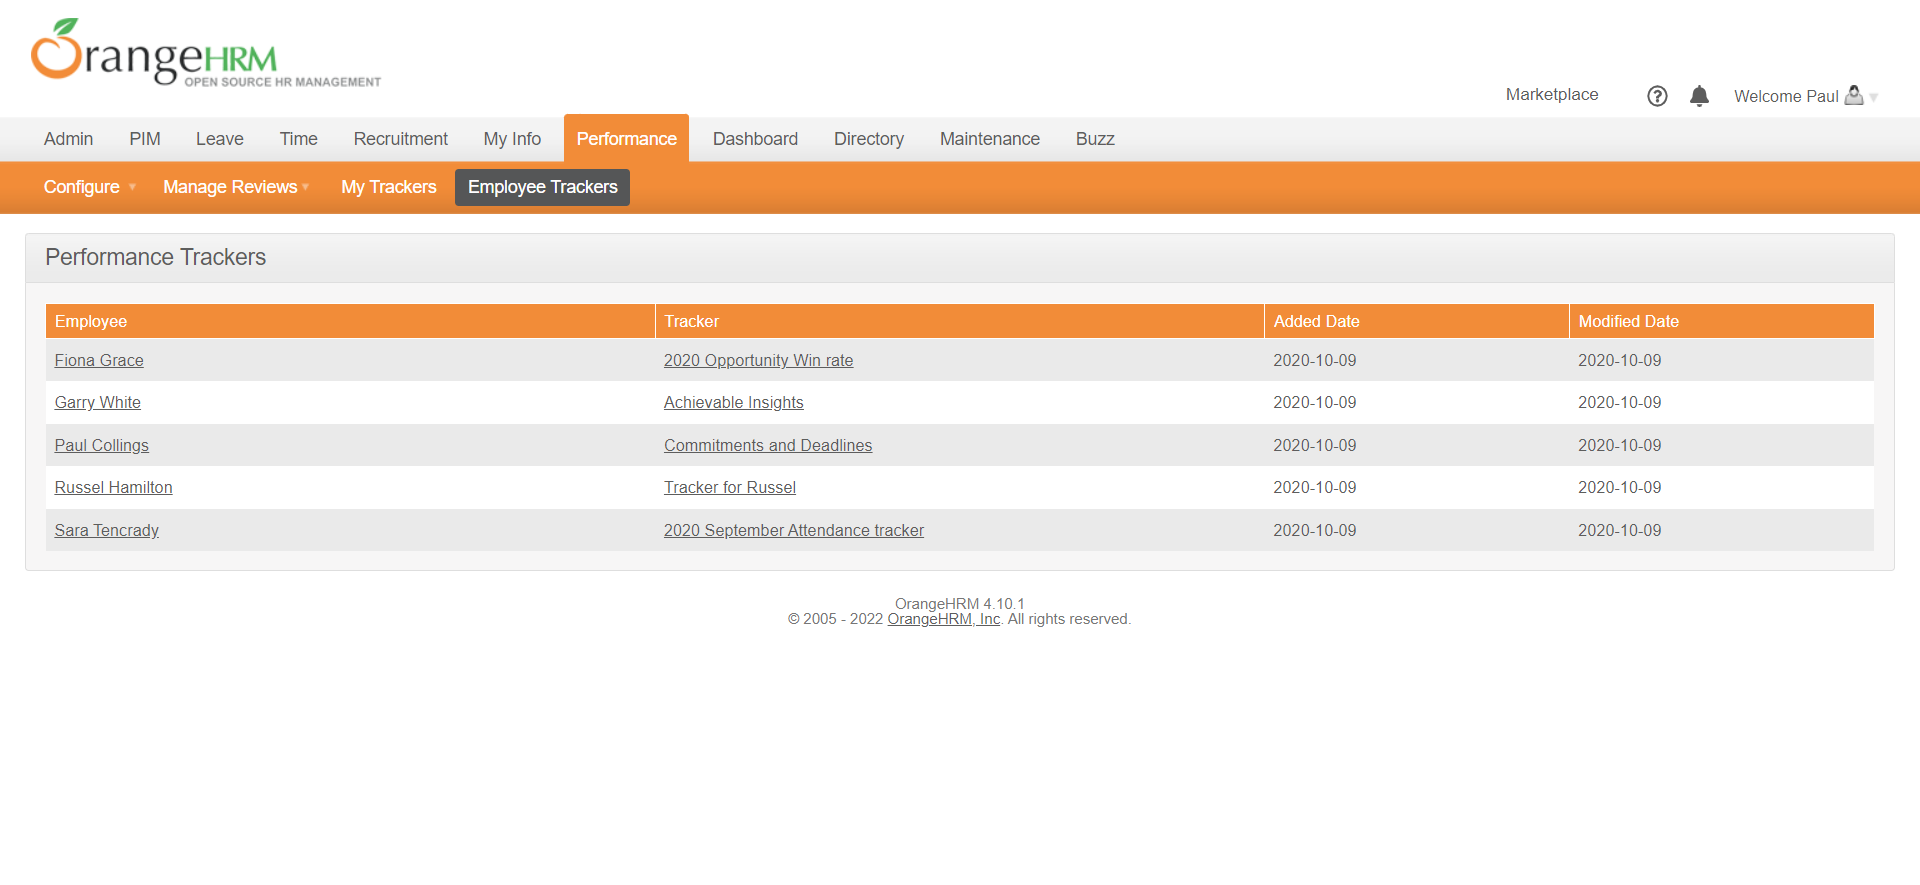 OrangeHRM
OPEN SOURCE HR MANAGEMENT
Marketplace
Welcome Paul
Admin PIM Leave Time Recruitment My Info Performance Dashboard Directory Maintenance Buzz
Configure Manage Reviews My Trackers Employee Trackers
Performance Trackers
Employee Tracker Added Date Modified Date
Fiona Grace 2020 Opportunity Win rate 2020-10-09 2020-10-09
Garry White Achievable Insights 2020-10-09 2020-10-09
Paul Collings Commitments and Deadlines 2020-10-09 2020-10-09
Russel Hamilton Tracker for Russel 2020-10-09 2020-10-09
Sara Tencrady 2020 September Attendance tracker 2020-10-09 2020-10-09
OrangeHRM 4.10.1
© 2005 - 2022 OrangeHRM, Inc. All rights reserved.